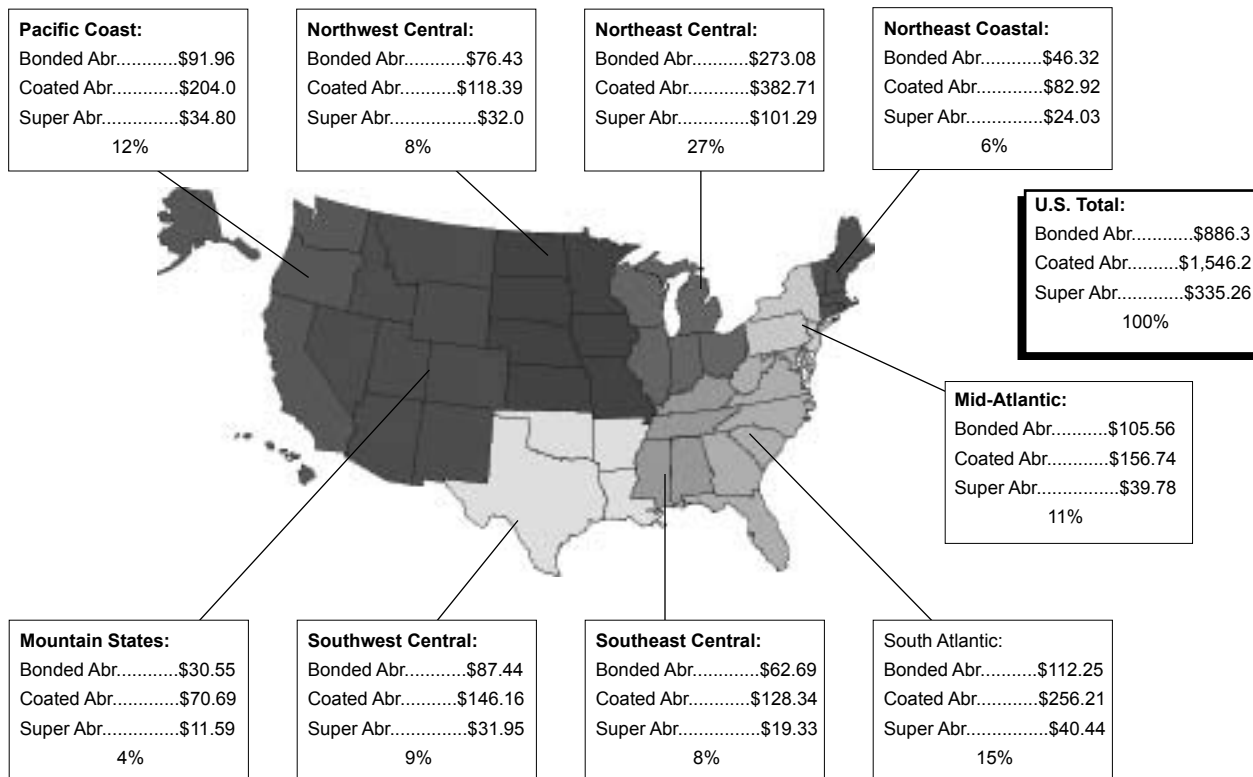 Pacific Coast:
Bonded Abr............$91.96
Coated Abr............$204.0
Super Abr..............$34.80
12%
Northwest Central:
Bonded Abr............$76.43
Coated Abr..........$118.39
Super Abr................$32.0
8%
Northeast Central:
Bonded Abr..........$273.08
Coated Abr..........$382.71
Super Abr............$101.29
27%
Northeast Coastal:
Bonded Abr............$46.32
Coated Abr............$82.92
Super Abr..............$24.03
6%
U.S. Total:
Bonded Abr............$886.3
Coated Abr.........$1,546.2
Super Abr............$335.26
100%
Mid-Atlantic:
Bonded Abr..........$105.56
Coated Abr..........$156.74
Super Abr................$39.78
11%
Mountain States:
Bonded Abr............$30.55
Coated Abr............$70.69
Super Abr...............$11.59
4%
Southwest Central:
Bonded Abr............$87.44
Coated Abr..........$146.16
Super Abr...............$31.95
9%
Southeast Central:
Bonded Abr............$62.69
Coated Abr..........$128.34
Super Abr...............$19.33
8%
South Atlantic:
Bonded Abr..........$112.25
Coated Abr..........$256.21
Super Abr..............$40.44
15%